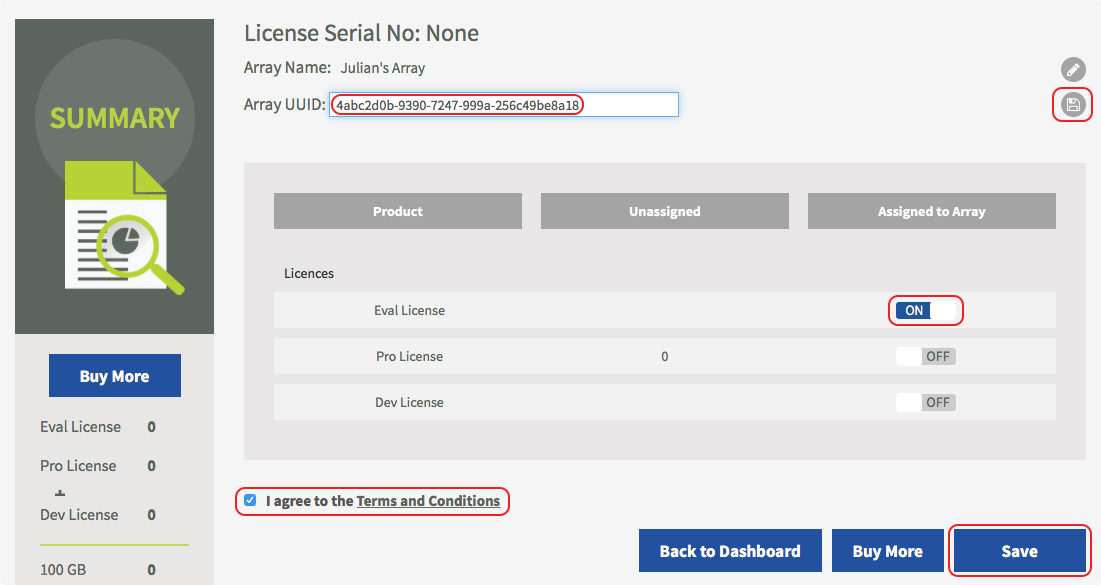 SUMMARY
Buy More
Eval License 0
Pro License 0
+
Dev License 0
100 GB 0
License Serial No: None
Array Name: Julian's Array
Array UUID: 4abc2d0b-9390-7247-999a-256c49be8a18
Product Unassigned Assigned to Array
Licences
Eval License ON
Pro License 0 OFF
Dev License OFF
I agree to the Terms and Conditions
Back to Dashboard Buy More Save